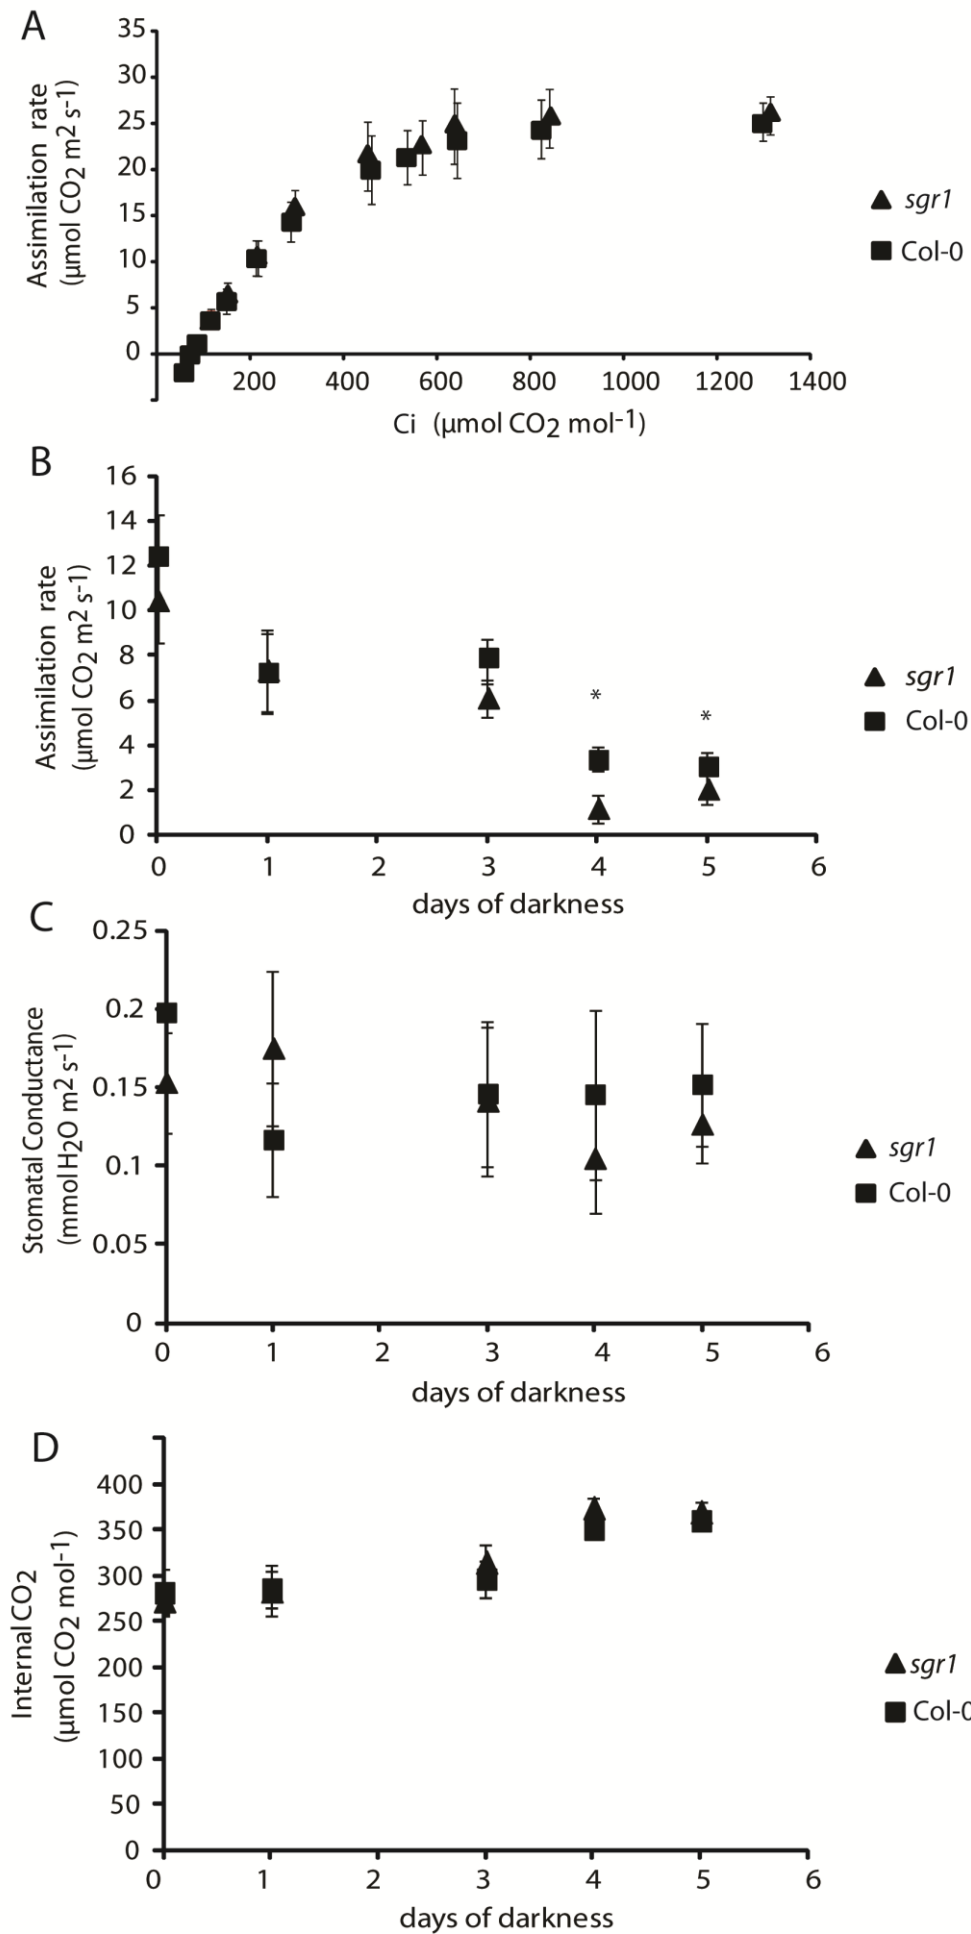 A
Assimilation rate
(µmol CO2 m2 s-1)
35
30
25
20
15
10
5
0
200 400 600 800 1000 1200 1400
Ci (µmol CO2 mol-1)
sgr1
Col-0
B
Assimilation rate
(µmol CO2 m2 s-1)
16
14
12
10
8
6
4
2
0
* *
0 1 2 3 4 5 6
days of darkness
sgr1
Col-0
C
Stomatal Conductance
(mmol H2O m2 s-1)
0.25
0.2
0.15
0.1
0.05
0
0 1 2 3 4 5 6
days of darkness
sgr1
Col-0
D
Internal CO2
(µmol CO2 mol-1)
400
350
300
250
200
150
100
50
0
0 1 2 3 4 5 6
days of darkness
sgr1
Col-0